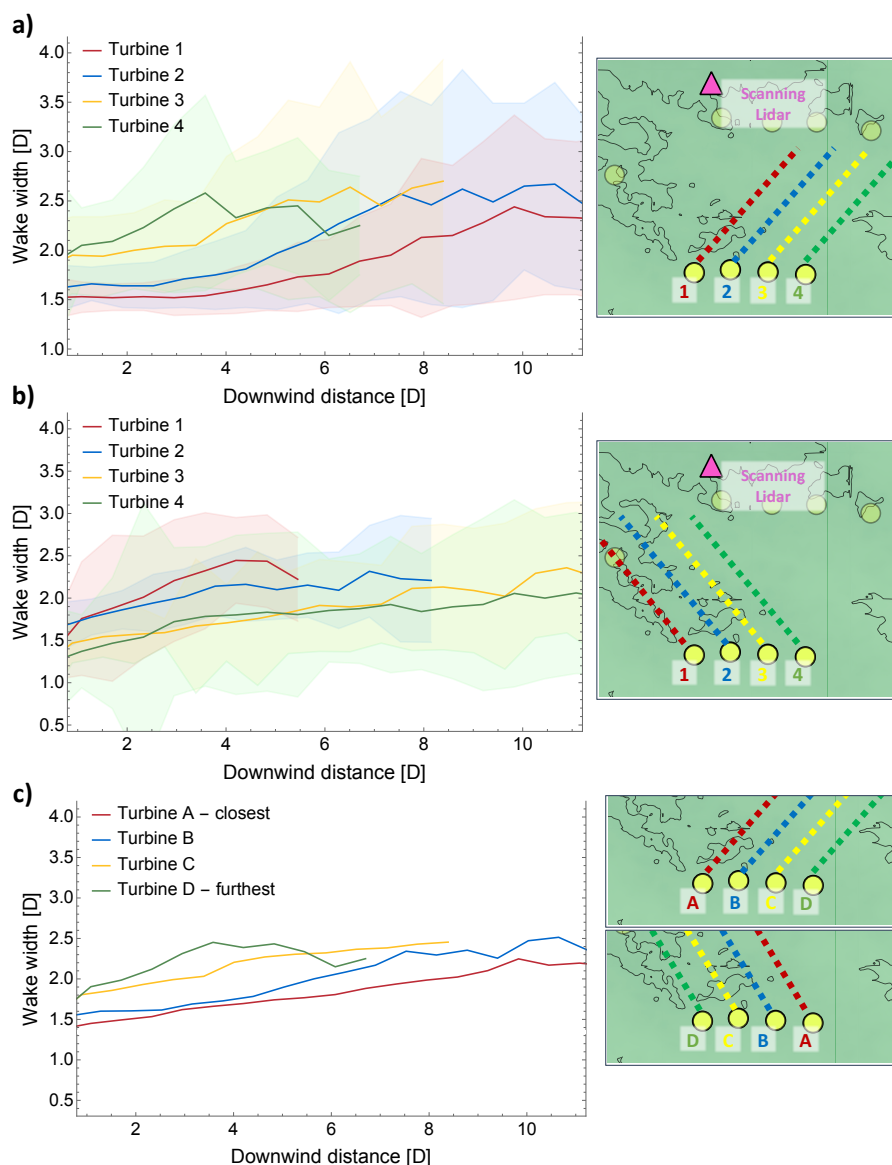 a)
Turbine 1
Turbine 2
Turbine 3
Turbine 4
Wake width [D]
4.0
3.5
3.0
2.5
2.0
1.5
1.0
2 4 6 8 10
Downwind distance [D]
Scanning
Lidar
1 2 3 4
b)
Turbine 1
Turbine 2
Turbine 3
Turbine 4
Wake width [D]
4.0
3.5
3.0
2.5
2.0
1.5
1.0
0.5
2 4 6 8 10
Downwind distance [D]
Scanning
Lidar
1 2 3 4
c)
Turbine A – closest
Turbine B
Turbine C
Turbine D – furthest
Wake width [D]
4.0
3.5
3.0
2.5
2.0
1.5
1.0
0.5
2 4 6 8 10
Downwind distance [D]
A B C D
D C B A